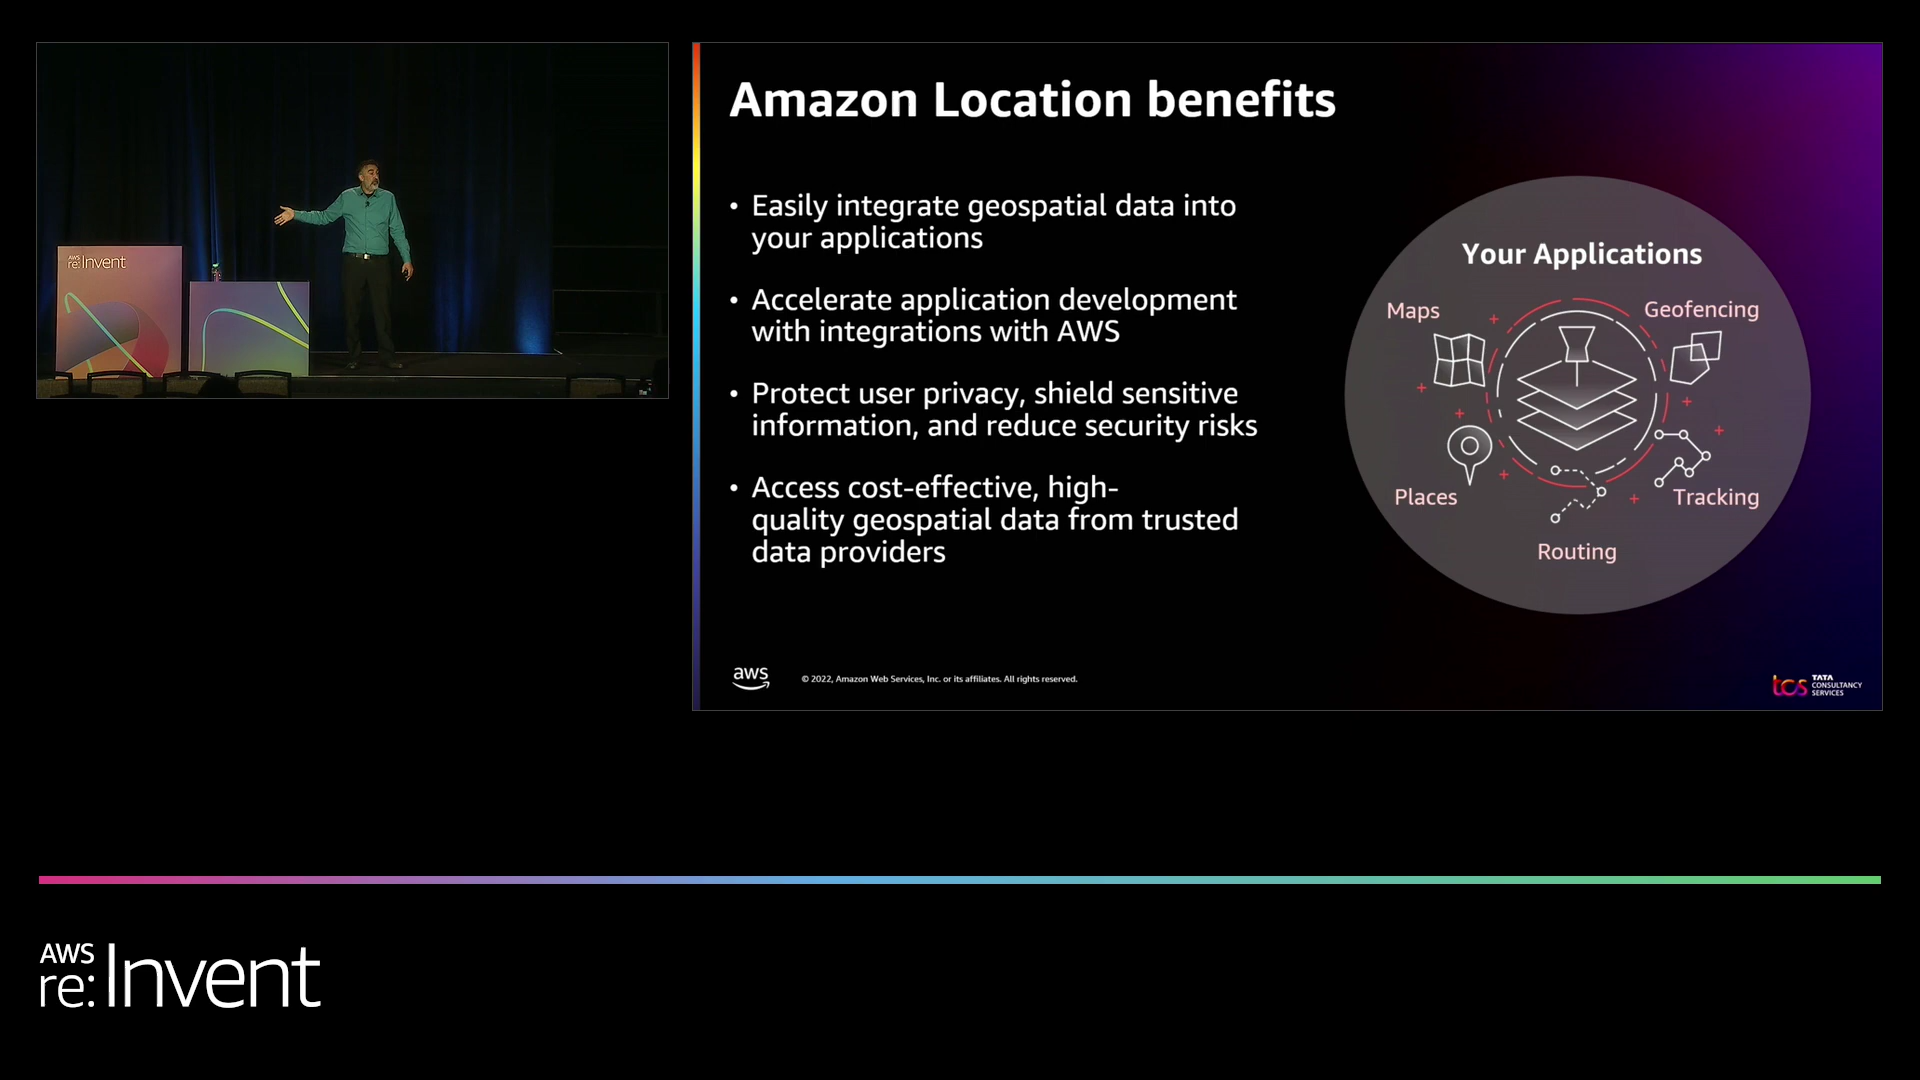 AWS
re:Invent
Amazon Location benefits
• Easily integrate geospatial data into
your applications
• Accelerate application development
with integrations with AWS
• Protect user privacy, shield sensitive
information, and reduce security risks
• Access cost-effective, high-
quality geospatial data from trusted
data providers
Your Applications
Maps
Geofencing
Places
Tracking
Routing
aws
© 2022, Amazon Web Services, Inc. or its affiliates. All rights reserved.
tcs TATA
CONSULTANCY
SERVICES
AWS
re:Invent